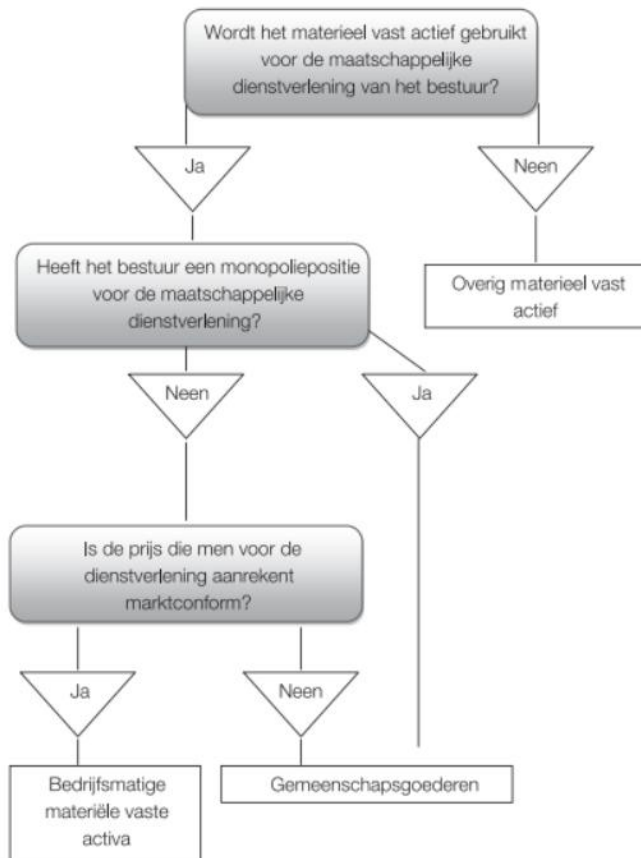 Wordt het materieel vast actief gebruikt
voor de maatschappelijke
dienstverlening van het bestuur?
Ja
Neen
Heeft het bestuur een monopoliepositie
voor de maatschappelijke
dienstverlening?
Overig materieel vast
actief
Neen
Ja
Is de prijs die men voor de
dienstverlening aanrekent
marktconform?
Ja
Neen
Bedrijfsmatige
materiële vaste
activa
Gemeenschapsgoederen